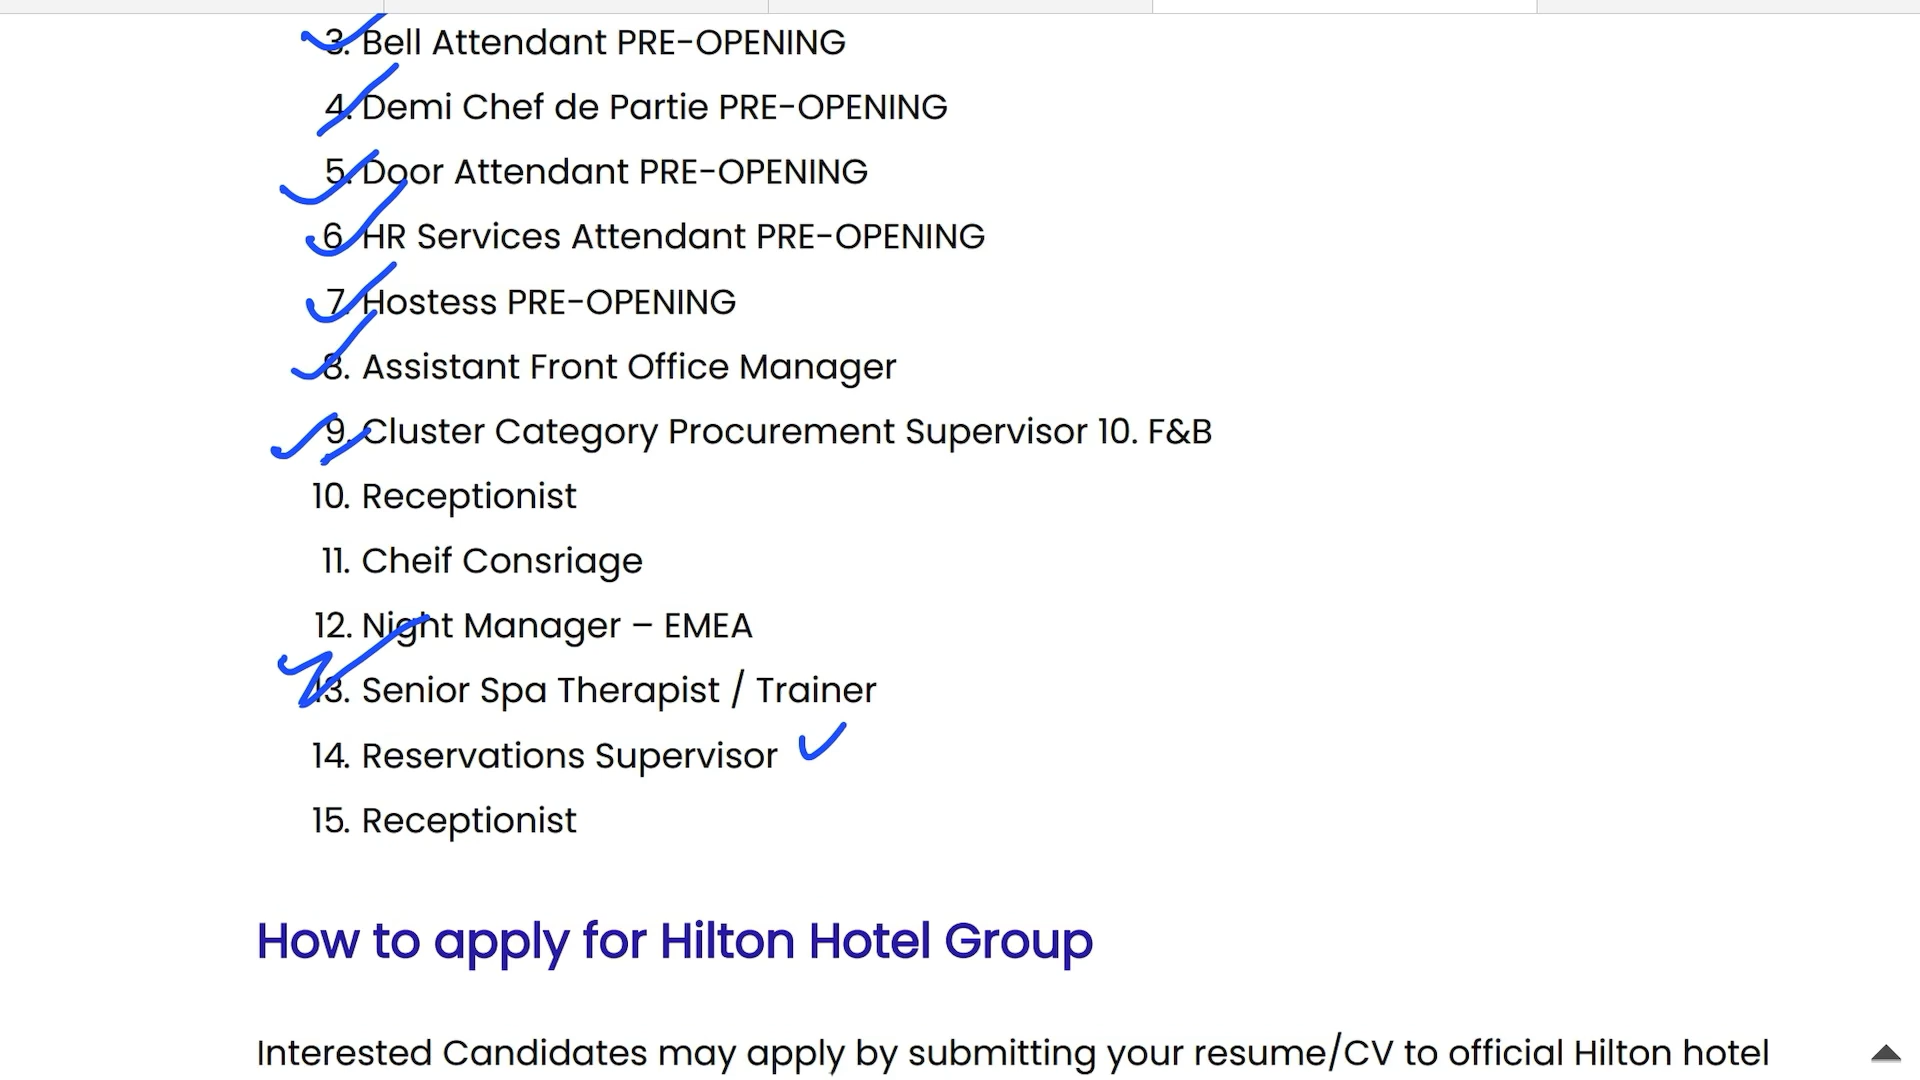 3. Bell Attendant PRE-OPENING
4. Demi Chef de Partie PRE-OPENING
5. Door Attendant PRE-OPENING
6. HR Services Attendant PRE-OPENING
7. Hostess PRE-OPENING
8. Assistant Front Office Manager
9. Cluster Category Procurement Supervisor 10. F&B
10. Receptionist
11. Cheif Consriage
12. Night Manager – EMEA
13. Senior Spa Therapist / Trainer
14. Reservations Supervisor
15. Receptionist
How to apply for Hilton Hotel Group
Interested Candidates may apply by submitting your resume/CV to official Hilton hotel